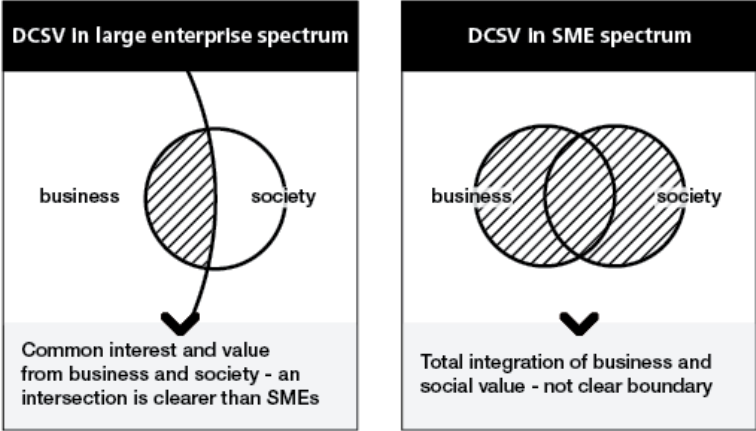 DCSV in large enterprise spectrum
business
society
Common interest and value
from business and society - an
intersection is clearer than SMEs
DCSV in SME spectrum
business
society
Total integration of business and
social value - not clear boundary